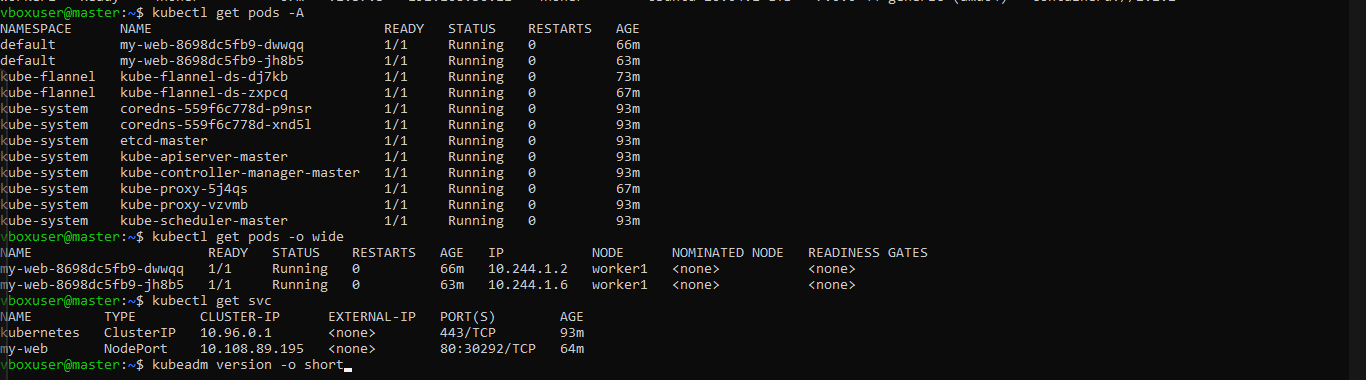 vboxuser@master:~$ kubectl get pods -A
NAMESPACE NAME READY STATUS RESTARTS AGE
default my-web-8698dc5fb9-dwwqq 1/1 Running 0 66m
default my-web-8698dc5fb9-jh8b5 1/1 Running 0 63m
kube-flannel kube-flannel-ds-dj7kb 1/1 Running 0 73m
kube-flannel kube-flannel-ds-zxpcq 1/1 Running 0 67m
kube-system coredns-559f6c778d-p9nsr 1/1 Running 0 93m
kube-system coredns-559f6c778d-xnd5l 1/1 Running 0 93m
kube-system etcd-master 1/1 Running 0 93m
kube-system kube-apiserver-master 1/1 Running 0 93m
kube-system kube-controller-manager-master 1/1 Running 0 93m
kube-system kube-proxy-5j4qs 1/1 Running 0 67m
kube-system kube-proxy-vzvmb 1/1 Running 0 93m
kube-system kube-scheduler-master 1/1 Running 0 93m
vboxuser@master:~$ kubectl get pods -o wide
NAME READY STATUS RESTARTS AGE IP NODE NOMINATED NODE READINESS GATES
my-web-8698dc5fb9-dwwqq 1/1 Running 0 66m 10.244.1.2 worker1 <none> <none>
my-web-8698dc5fb9-jh8b5 1/1 Running 0 63m 10.244.1.6 worker1 <none> <none>
vboxuser@master:~$ kubectl get svc
NAME TYPE CLUSTER-IP EXTERNAL-IP PORT(S) AGE
kubernetes ClusterIP 10.96.0.1 <none> 443/TCP 93m
my-web NodePort 10.108.89.195 <none> 80:30292/TCP 64m
vboxuser@master:~$ kubeadm version -o short